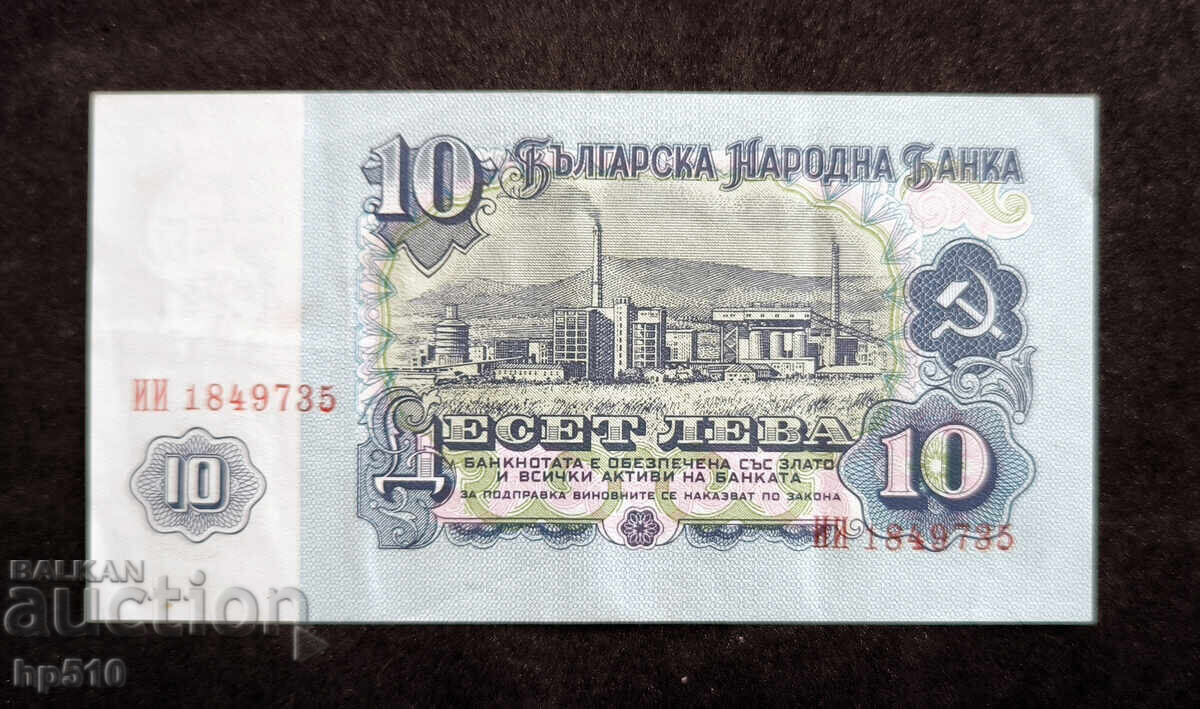 10 БЪЛГАРСКА НАРОДНА БАНКА
ИИ 1849735
10
ДЕСЕТ ЛЕВА
БАНКНОТАТА Е ОБЕЗПЕЧЕНА СЪС ЗЛАТО
И ВСИЧКИ АКТИВИ НА БАНКАТА
ЗА ПОДПРАВКА ВИНОВНИТЕ СЕ НАКАЗВАТ ПО ЗАКОНА
10
ИИ 1849735
BALKAN
auction
hp510